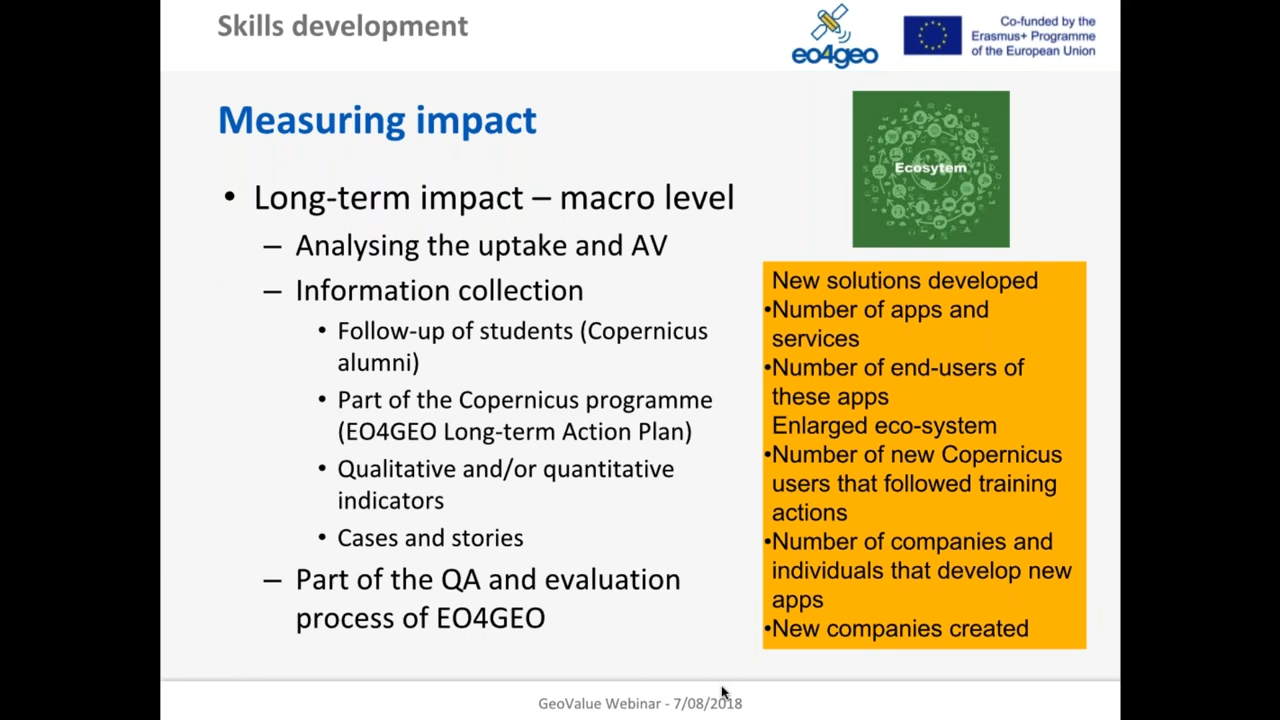 Skills development
eo4geo
Co-funded by the
Erasmus+ Programme
of the European Union
Measuring impact
Ecosytem
• Long-term impact – macro level
– Analysing the uptake and AV
– Information collection
• Follow-up of students (Copernicus
alumni)
• Part of the Copernicus programme
(EO4GEO Long-term Action Plan)
• Qualitative and/or quantitative
indicators
• Cases and stories
– Part of the QA and evaluation
process of EO4GEO
New solutions developed
•Number of apps and
services
•Number of end-users of
these apps
Enlarged eco-system
•Number of new Copernicus
users that followed training
actions
•Number of companies and
individuals that develop new
apps
•New companies created
GeoValue Webinar - 7/08/2018